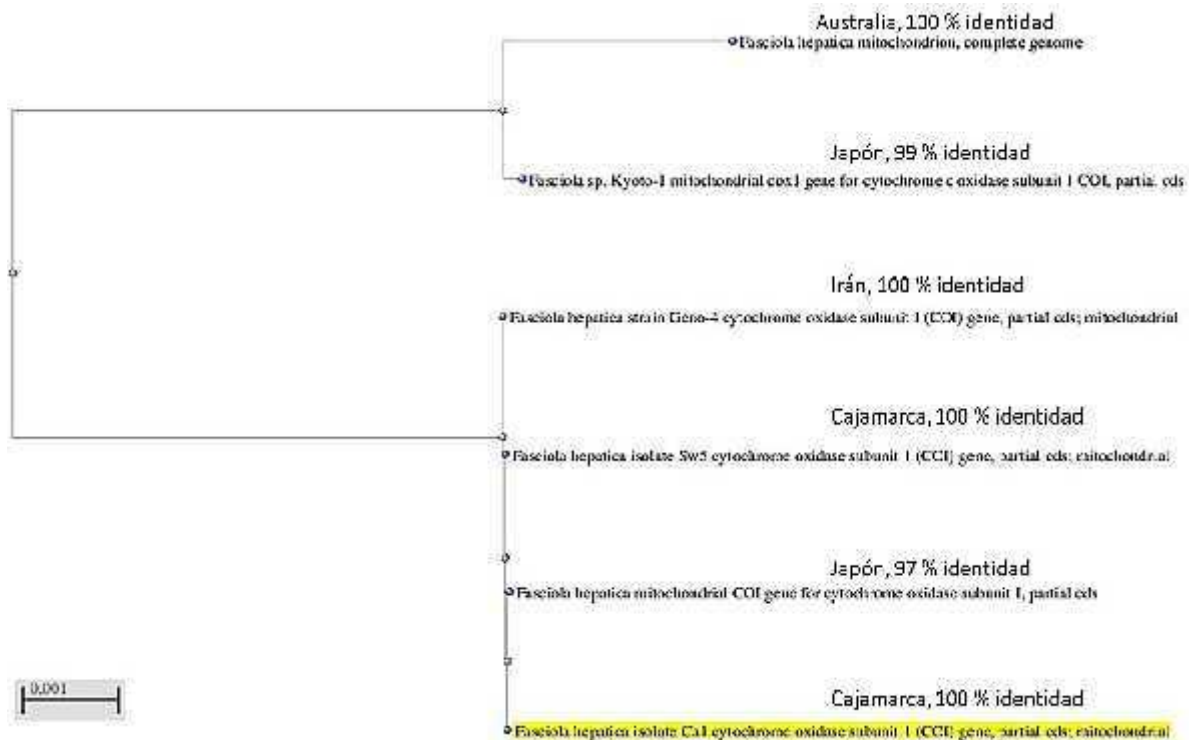 Australia, 100 % identidad
Fasciola hepatica mitochondrion, complete genome
Japón, 99 % identidad
Fasciola sp. Kyoto-1 mitochondrial cox1 gene for cytochrome c oxidase subunit 1 COI, partial cds
Irán, 100 % identidad
Fasciola hepatica strain Geno-4 cytochrome oxidase subunit 1 (COI) gene, partial cds; mitochondrial
Cajamarca, 100 % identidad
Fasciola hepatica isolate Sw5 cytochrome oxidase subunit 1 (COI) gene, partial cds; mitochondrial
Japón, 97 % identidad
Fasciola hepatica mitochondrial COI gene for cytochrome oxidase subunit 1, partial cds
Cajamarca, 100 % identidad
Fasciola hepatica isolate Ca1 cytochrome oxidase subunit 1 (COI) gene, partial cds; mitochondrial
0.001